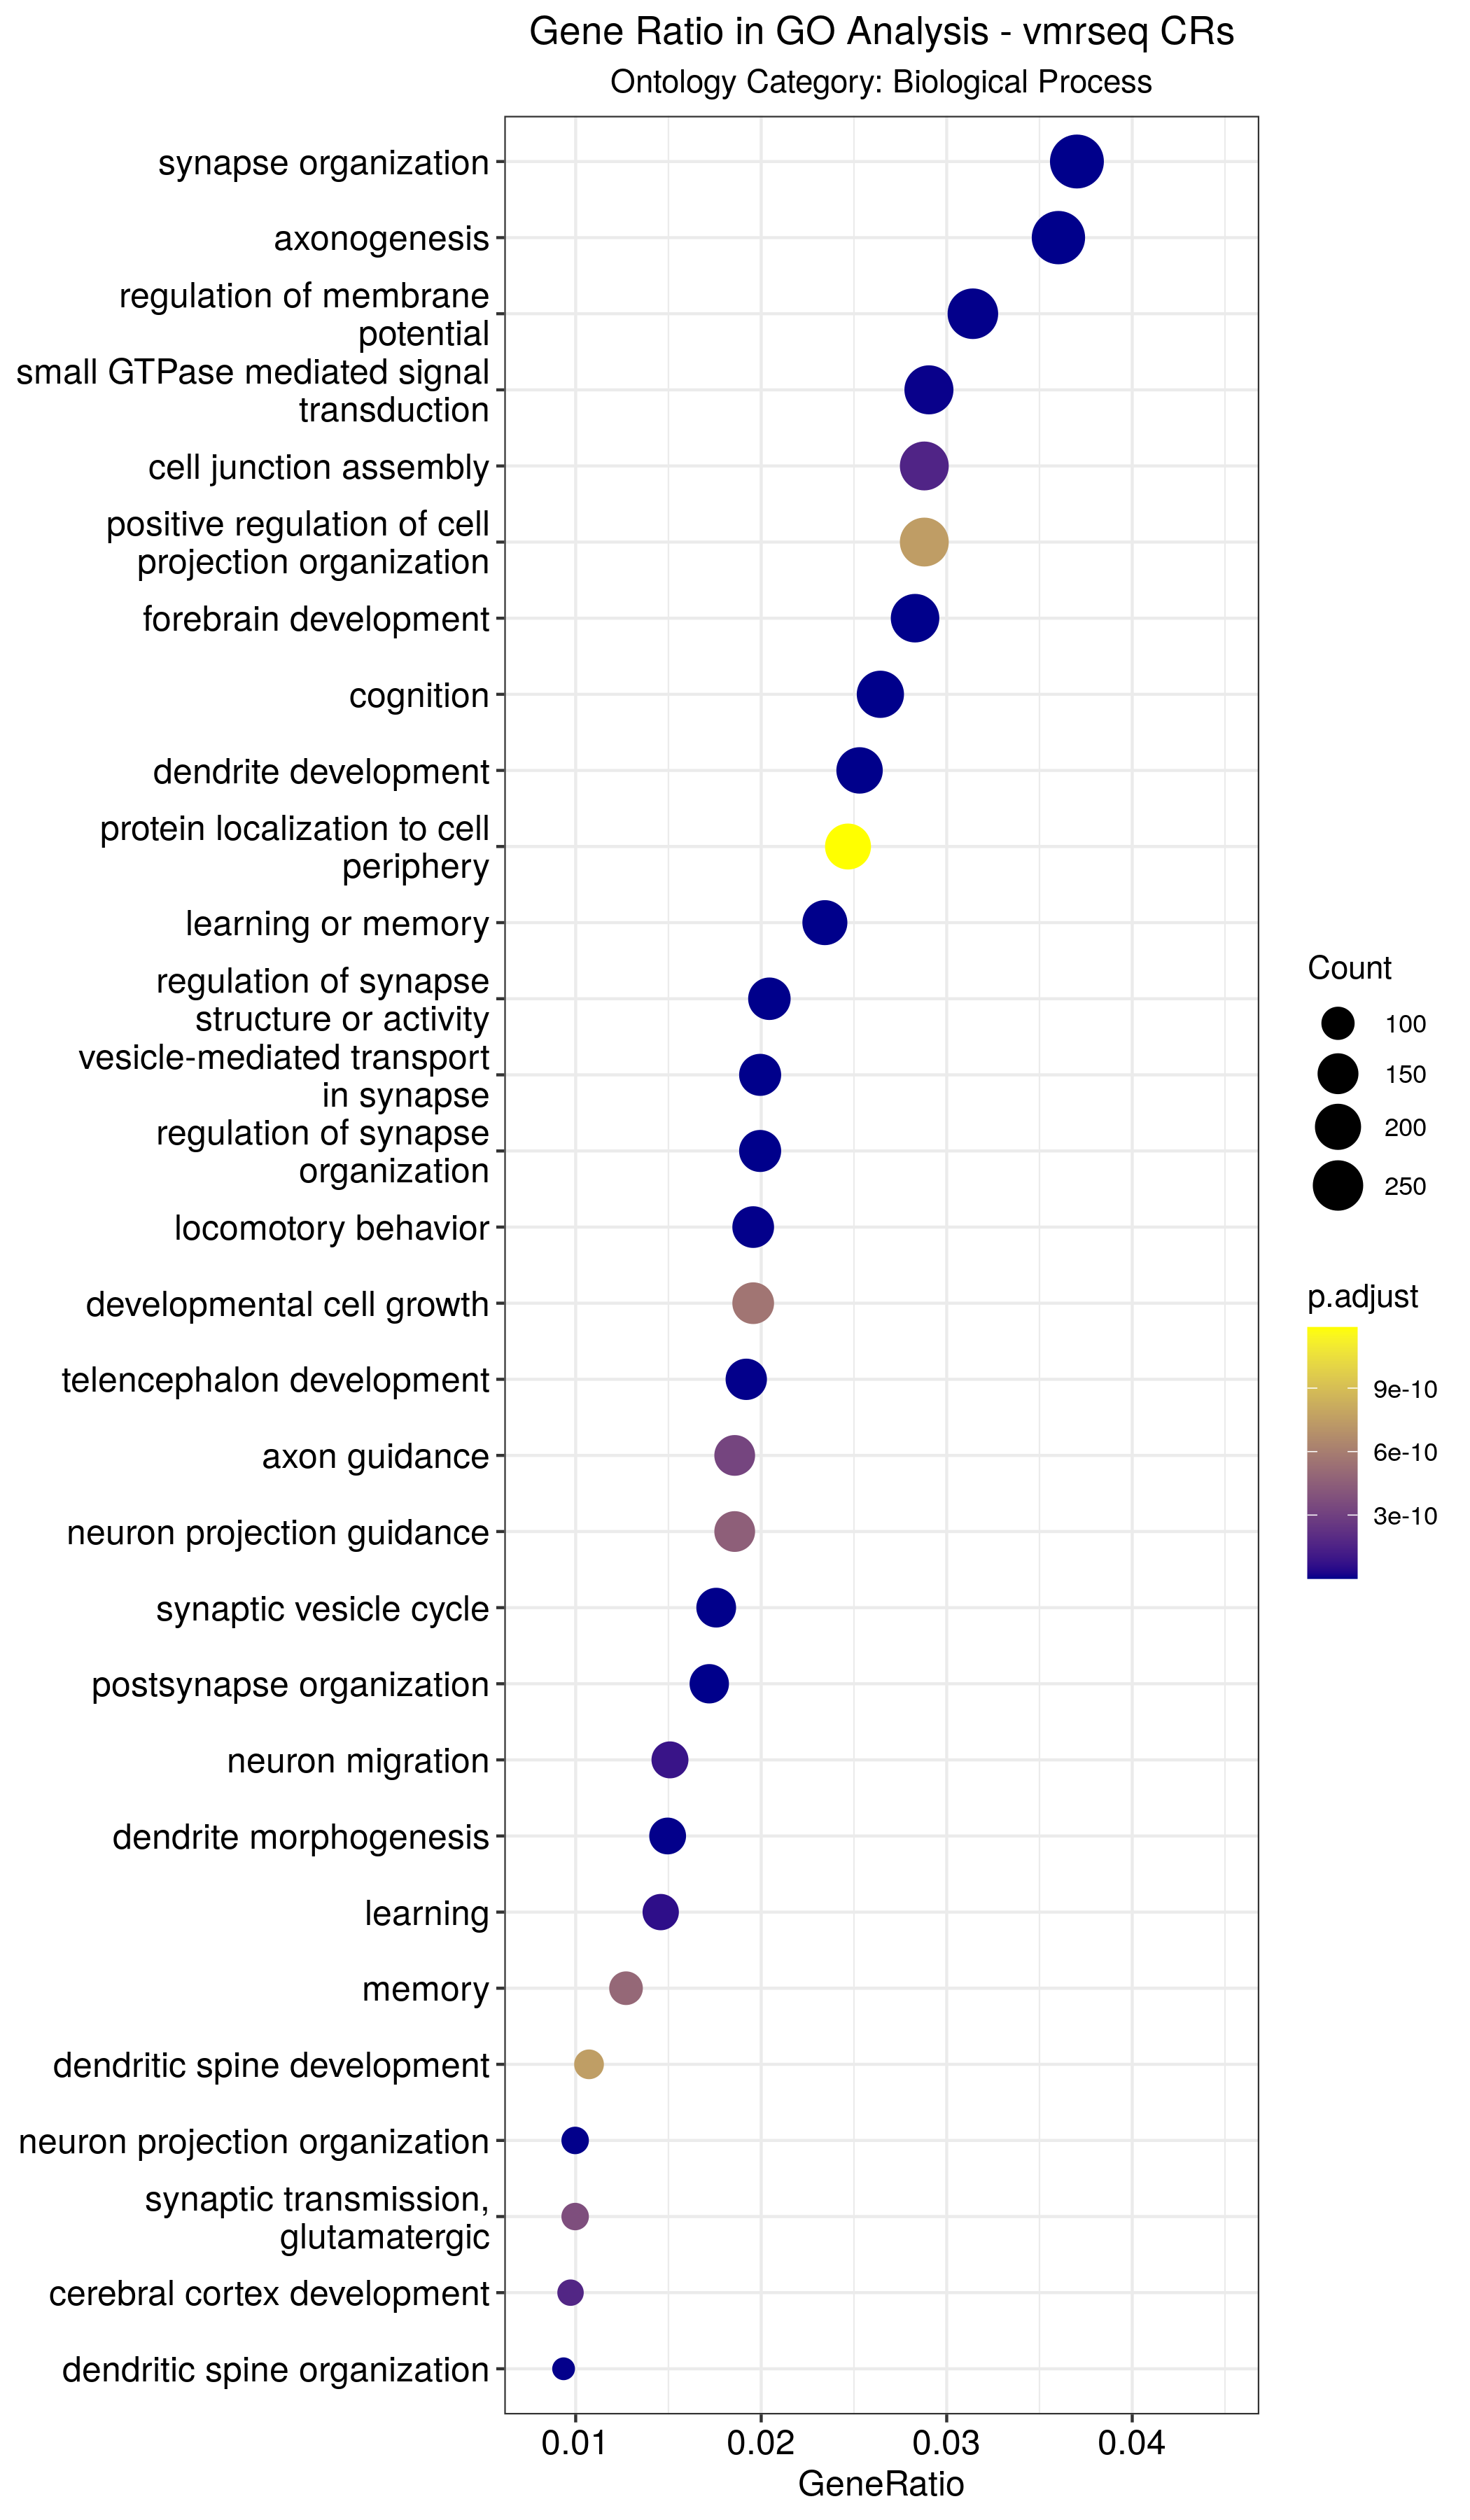 Gene Ratio in GO Analysis - vmrseq CRs
Ontology Category: Biological Process
synapse organization
axonogenesis
regulation of membrane
potential
small GTPase mediated signal
transduction
cell junction assembly
positive regulation of cell
projection organization
forebrain development
cognition
dendrite development
protein localization to cell
periphery
learning or memory
regulation of synapse
structure or activity
vesicle-mediated transport
in synapse
regulation of synapse
organization
locomotory behavior
developmental cell growth
telencephalon development
axon guidance
neuron projection guidance
synaptic vesicle cycle
postsynapse organization
neuron migration
dendrite morphogenesis
learning
memory
dendritic spine development
neuron projection organization
synaptic transmission,
glutamatergic
cerebral cortex development
dendritic spine organization
0.01 0.02 0.03 0.04
GeneRatio
Count
100
150
200
250
p.adjust
9e-10
6e-10
3e-10